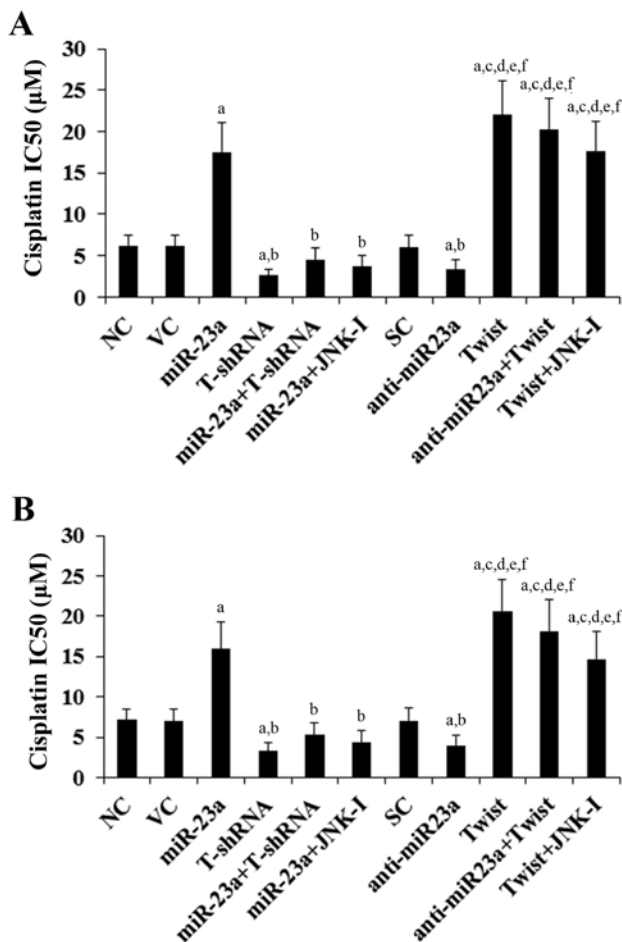 A
Cisplatin IC50 (μM)
30
25
20
15
10
5
0
a
a,b
b
b
a,b
a,c,d,e,f
a,c,d,e,f
a,c,d,e,f
NC
VC
miR-23a
T-shRNA
miR-23a+T-shRNA
miR-23a+JNK-I
SC
anti-miR23a
Twist
anti-miR23a+Twist
Twist+JNK-I
B
Cisplatin IC50 (μM)
30
25
20
15
10
5
0
a
a,b
b
b
a,b
a,c,d,e,f
a,c,d,e,f
a,c,d,e,f
NC
VC
miR-23a
T-shRNA
miR-23a+T-shRNA
miR-23a+JNK-I
SC
anti-miR23a
Twist
anti-miR23a+Twist
Twist+JNK-I